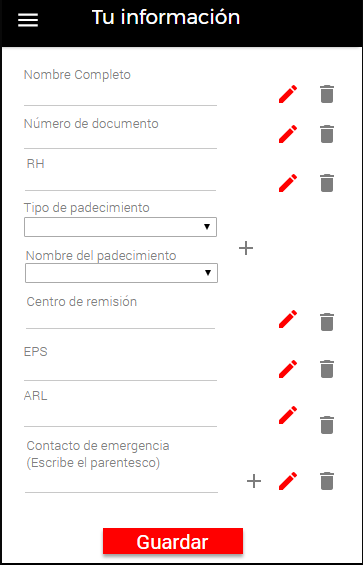 Tu información
Nombre Completo
Número de documento
RH
Tipo de padecimiento
Nombre del padecimiento
Centro de remisión
EPS
ARL
Contacto de emergencia
(Escribe el parentesco)
Guardar